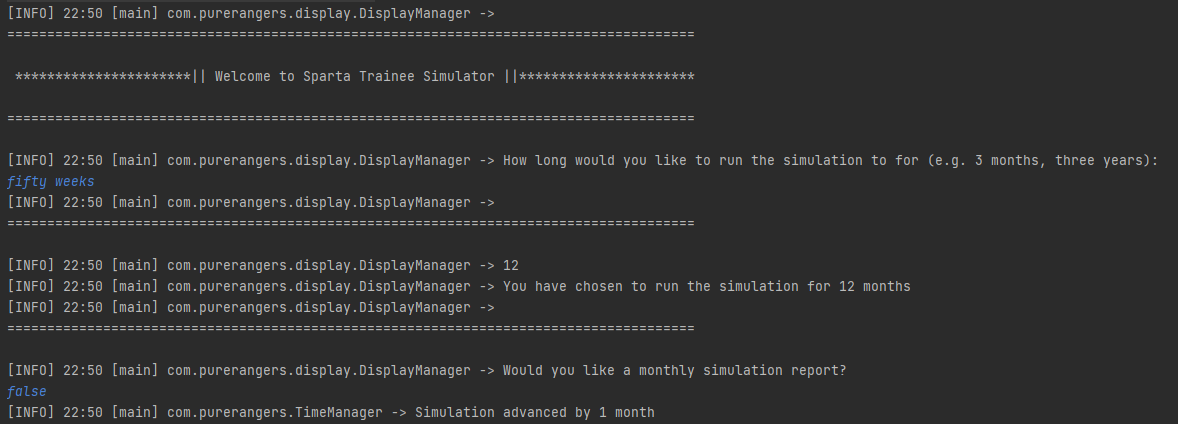 [INFO] 22:50 [main] com.purerangers.display.DisplayManager ->
======================================================================================
**********************|| Welcome to Sparta Trainee Simulator ||**********************
======================================================================================
[INFO] 22:50 [main] com.purerangers.display.DisplayManager -> How long would you like to run the simulation to for (e.g. 3 months, three years):
fifty weeks
[INFO] 22:50 [main] com.purerangers.display.DisplayManager ->
======================================================================================
[INFO] 22:50 [main] com.purerangers.display.DisplayManager -> 12
[INFO] 22:50 [main] com.purerangers.display.DisplayManager -> You have chosen to run the simulation for 12 months
[INFO] 22:50 [main] com.purerangers.display.DisplayManager ->
======================================================================================
[INFO] 22:50 [main] com.purerangers.display.DisplayManager -> Would you like a monthly simulation report?
false
[INFO] 22:50 [main] com.purerangers.TimeManager -> Simulation advanced by 1 month